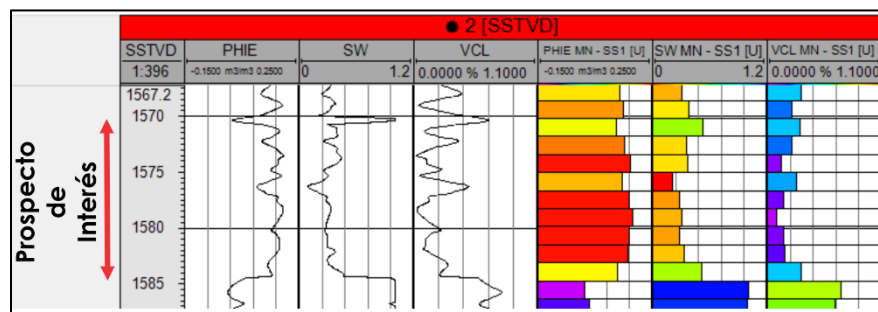 ● 2 [SSTVD]
SSTVD PHIE SW VCL PHIE MN - SS1 [U] SW MN - SS1 [U] VCL MN - SS1 [U]
1:396 -0.1500 m3/m3 0.2500 0 1.2 0.0000 % 1.1000 -0.1500 m3/m3 0.2500 0 1.2 0.0000 % 1.1000
Prospecto
de
Interés
1567.2
1570
1575
1580
1585